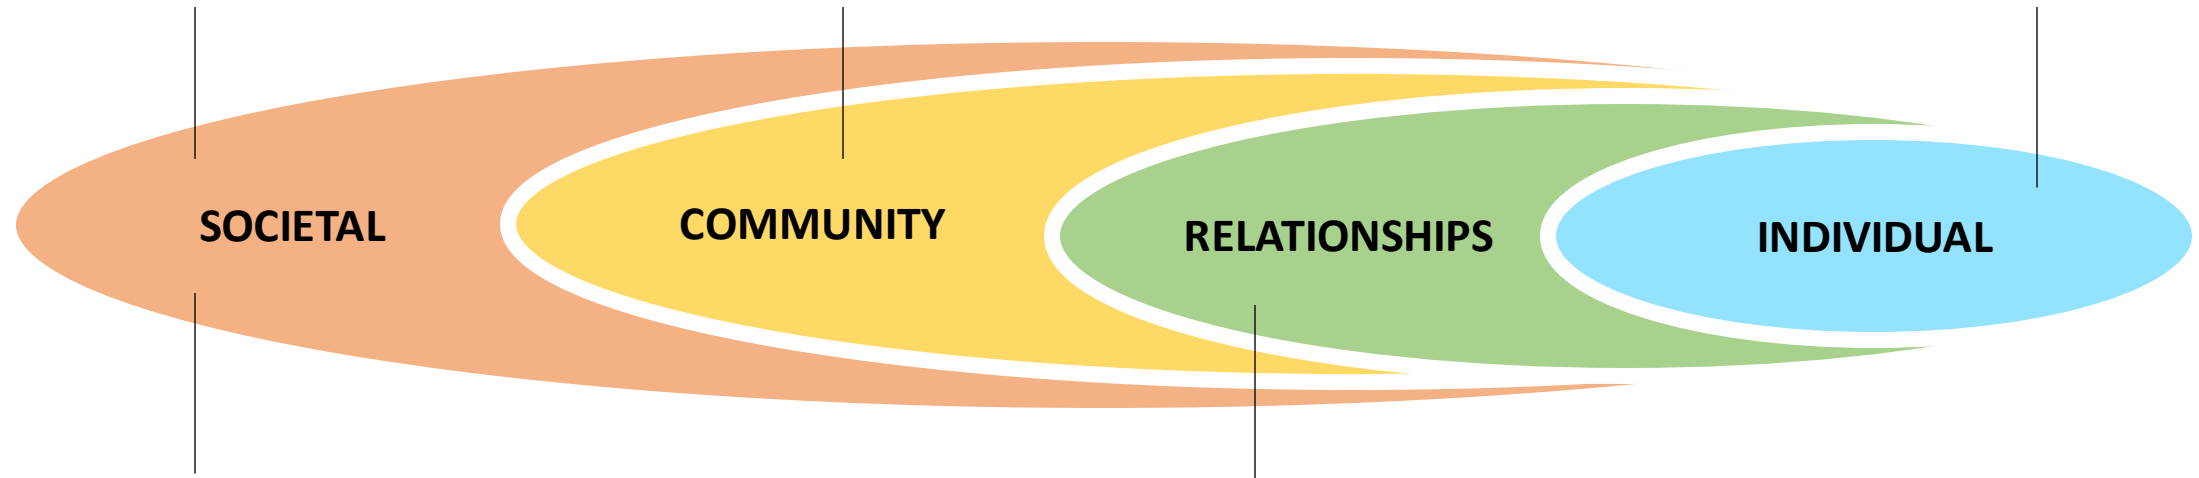 SOCIETAL
COMMUNITY
RELATIONSHIPS
INDIVIDUAL